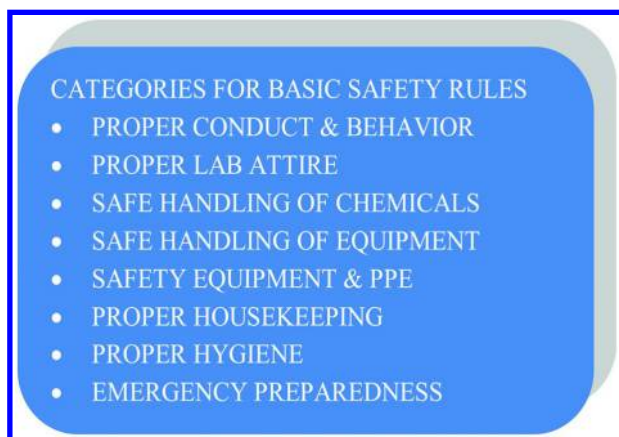 CATEGORIES FOR BASIC SAFETY RULES
• PROPER CONDUCT & BEHAVIOR
• PROPER LAB ATTIRE
• SAFE HANDLING OF CHEMICALS
• SAFE HANDLING OF EQUIPMENT
• SAFETY EQUIPMENT & PPE
• PROPER HOUSEKEEPING
• PROPER HYGIENE
• EMERGENCY PREPAREDNESS